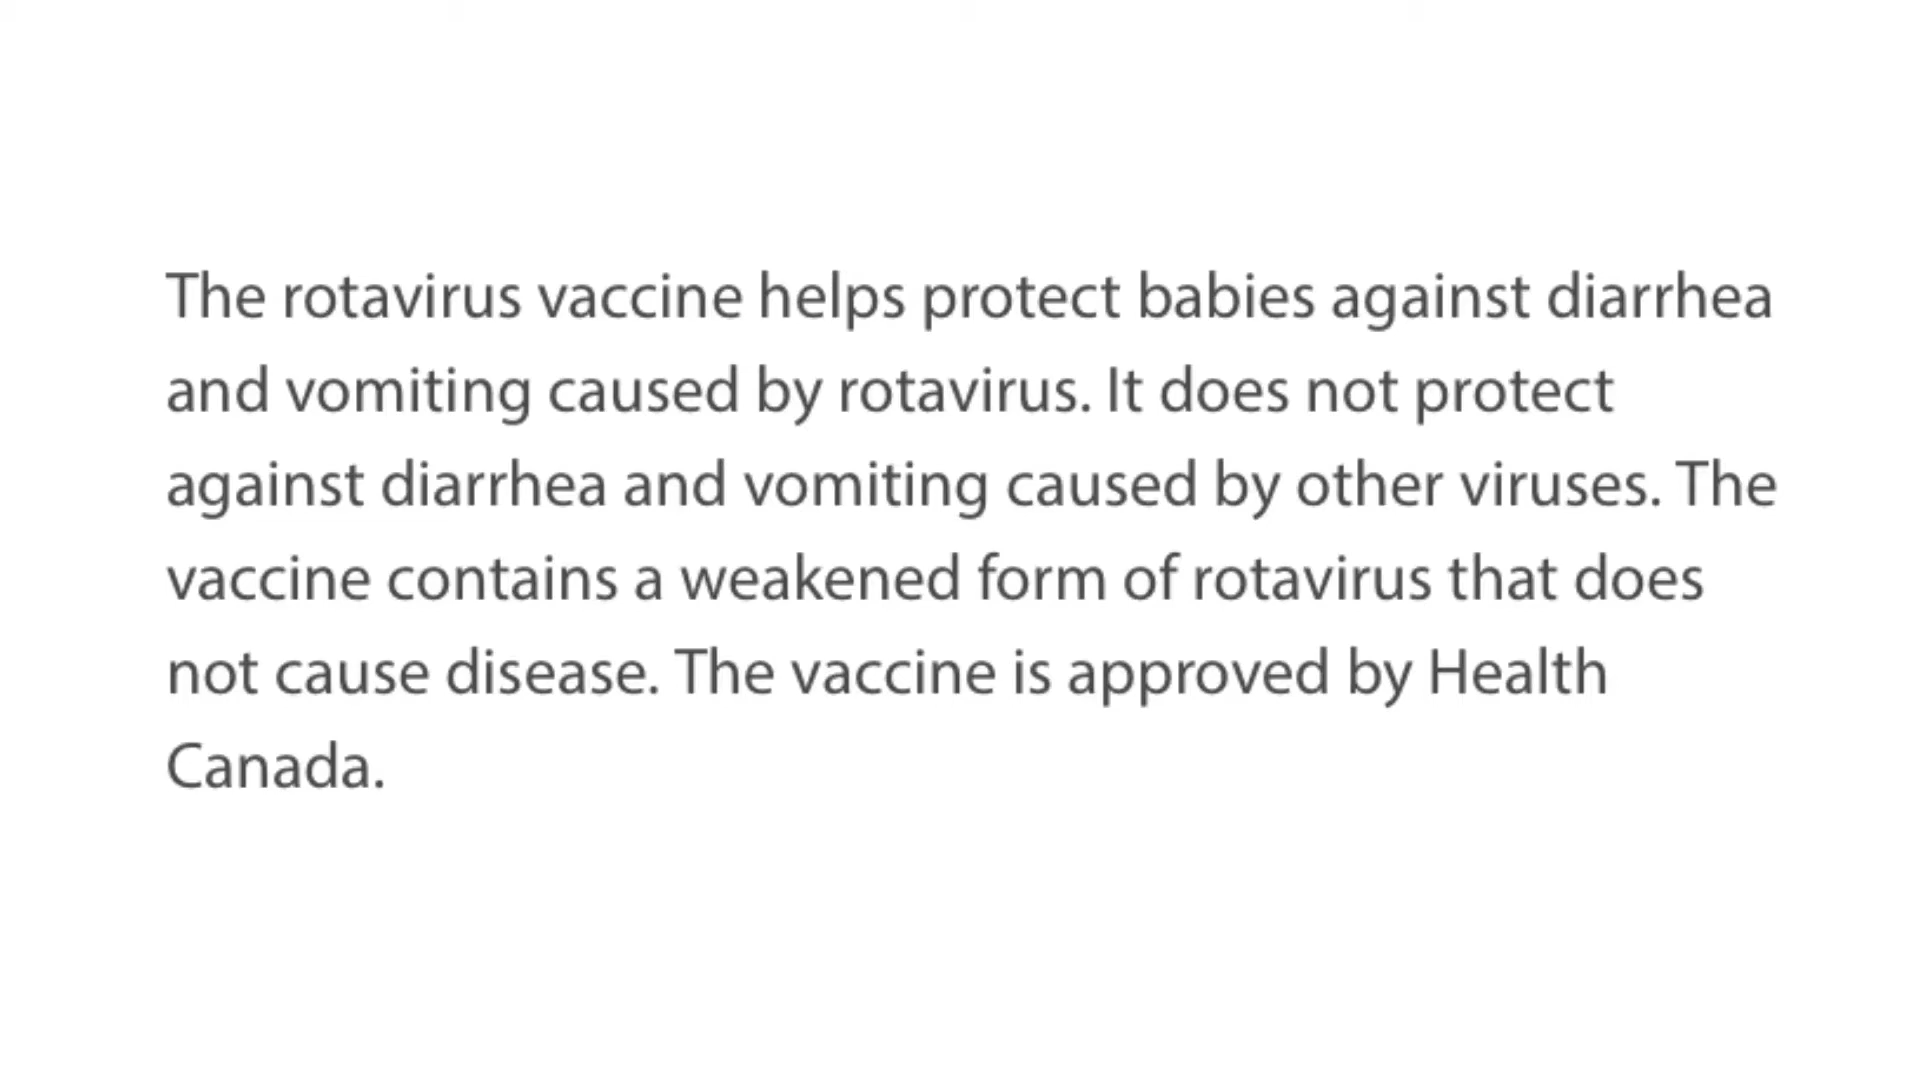 The rotavirus vaccine helps protect babies against diarrhea
and vomiting caused by rotavirus. It does not protect
against diarrhea and vomiting caused by other viruses. The
vaccine contains a weakened form of rotavirus that does
not cause disease. The vaccine is approved by Health
Canada.